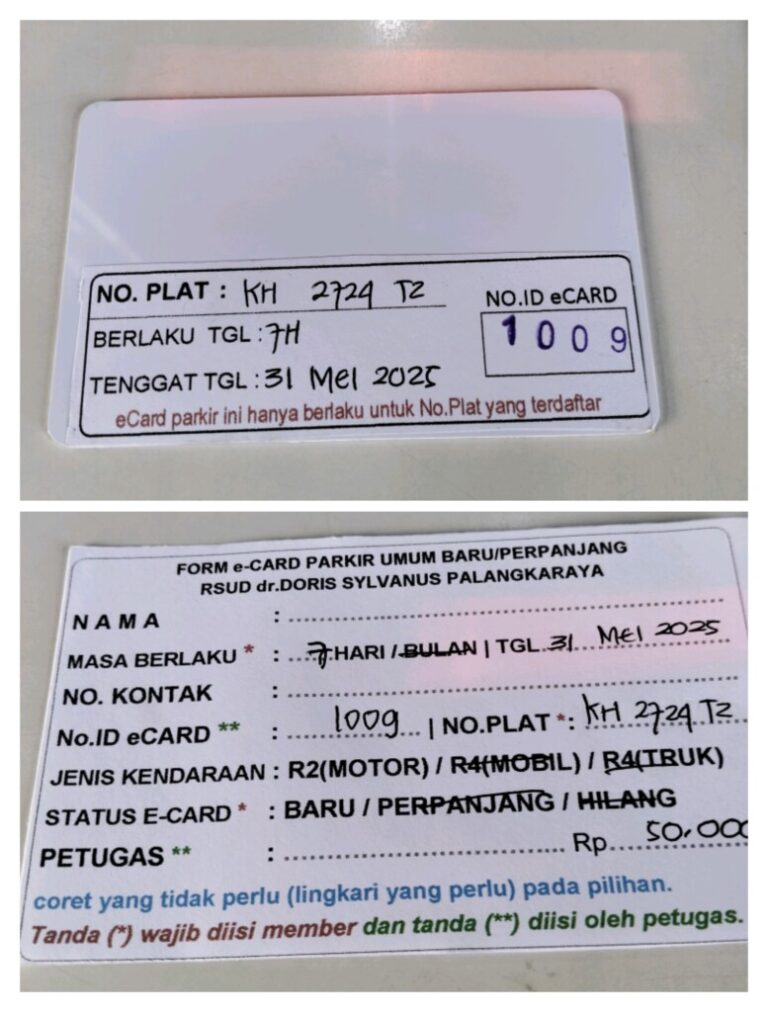 NO. PLAT : KH 2724 TZ
NO.ID eCARD
1009
BERLAKU TGL : 7H
TENGGAT TGL : 31 MEI 2025
eCard parkir ini hanya berlaku untuk No.Plat yang terdaftar
FORM e-CARD PARKIR UMUM BARU/PERPANJANG
RSUD dr.DORIS SYLVANUS PALANGKARAYA
NAMA : ........................
MASA BERLAKU * : ...7 HARI / BULAN | TGL 31 MEI 2025
NO. KONTAK : ........................
No.ID eCARD ** : ...1009... | NO.PLAT *: KH 2724 TZ
JENIS KENDARAAN : R2(MOTOR) / R4(MOBIL) / R4(TRUK)
STATUS E-CARD * : BARU / PERPANJANG / HILANG
PETUGAS ** : ........................ Rp....50.000
coret yang tidak perlu (lingkari yang perlu) pada pilihan.
Tanda (*) wajib diisi member dan tanda (**) diisi oleh petugas.